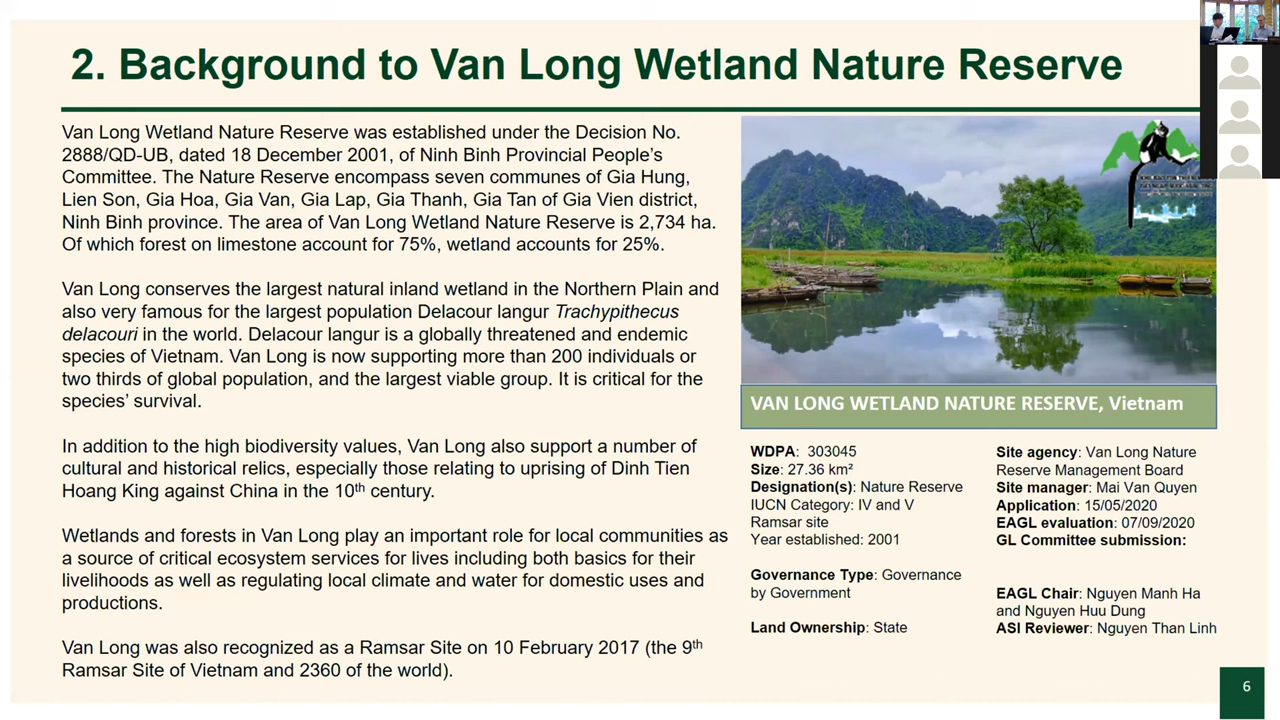 2. Background to Van Long Wetland Nature Reserve
Van Long Wetland Nature Reserve was established under the Decision No.
2888/QD-UB, dated 18 December 2001, of Ninh Binh Provincial People’s
Committee. The Nature Reserve encompass seven communes of Gia Hung,
Lien Son, Gia Hoa, Gia Van, Gia Lap, Gia Thanh, Gia Tan of Gia Vien district,
Ninh Binh province. The area of Van Long Wetland Nature Reserve is 2,734 ha.
Of which forest on limestone account for 75%, wetland accounts for 25%.
Van Long conserves the largest natural inland wetland in the Northern Plain and
also very famous for the largest population Delacour langur Trachypithecus
delacouri in the world. Delacour langur is a globally threatened and endemic
species of Vietnam. Van Long is now supporting more than 200 individuals or
two thirds of global population, and the largest viable group. It is critical for the
species’ survival.
In addition to the high biodiversity values, Van Long also support a number of
cultural and historical relics, especially those relating to uprising of Dinh Tien
Hoang King against China in the 10th century.
Wetlands and forests in Van Long play an important role for local communities as
a source of critical ecosystem services for lives including both basics for their
livelihoods as well as regulating local climate and water for domestic uses and
productions.
Van Long was also recognized as a Ramsar Site on 10 February 2017 (the 9th
Ramsar Site of Vietnam and 2360 of the world).
VAN LONG WETLAND NATURE RESERVE, Vietnam
WDPA: 303045
Size: 27.36 km²
Designation(s): Nature Reserve
IUCN Category: IV and V
Ramsar site
Year established: 2001
Governance Type: Governance
by Government
Land Ownership: State
Site agency: Van Long Nature
Reserve Management Board
Site manager: Mai Van Quyen
Application: 15/05/2020
EAGL evaluation: 07/09/2020
GL Committee submission:
EAGL Chair: Nguyen Manh Ha
and Nguyen Huu Dung
ASI Reviewer: Nguyen Than Linh
6